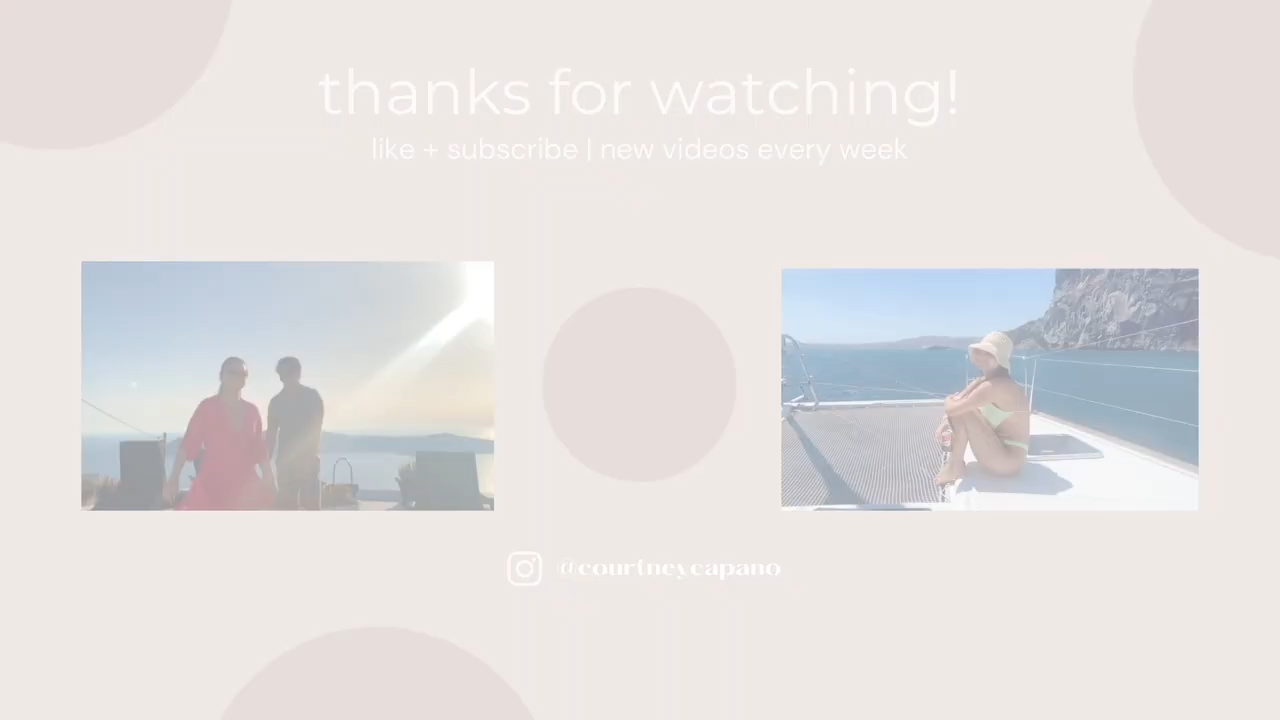 thanks for watching!
like + subscribe | new videos every week
@courtneycapano